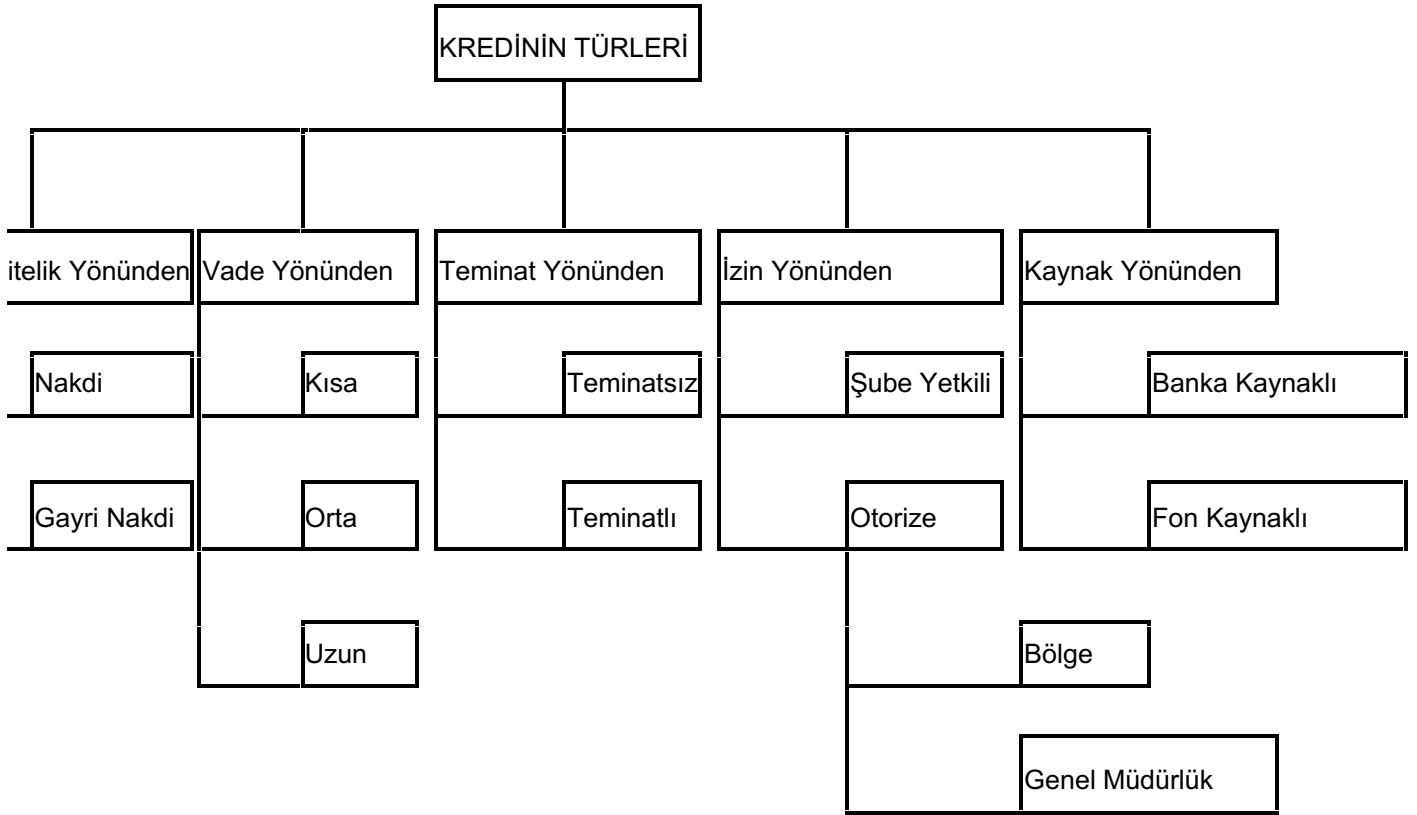 KREDİNİN TÜRLERİ
itelik Yönünden
Vade Yönünden
Teminat Yönünden
İzin Yönünden
Kaynak Yönünden
Nakdi
Kısa
Teminatsız
Şube Yetkili
Banka Kaynaklı
Gayri Nakdi
Orta
Teminatlı
Otorize
Fon Kaynaklı
Uzun
Bölge
Genel Müdürlük